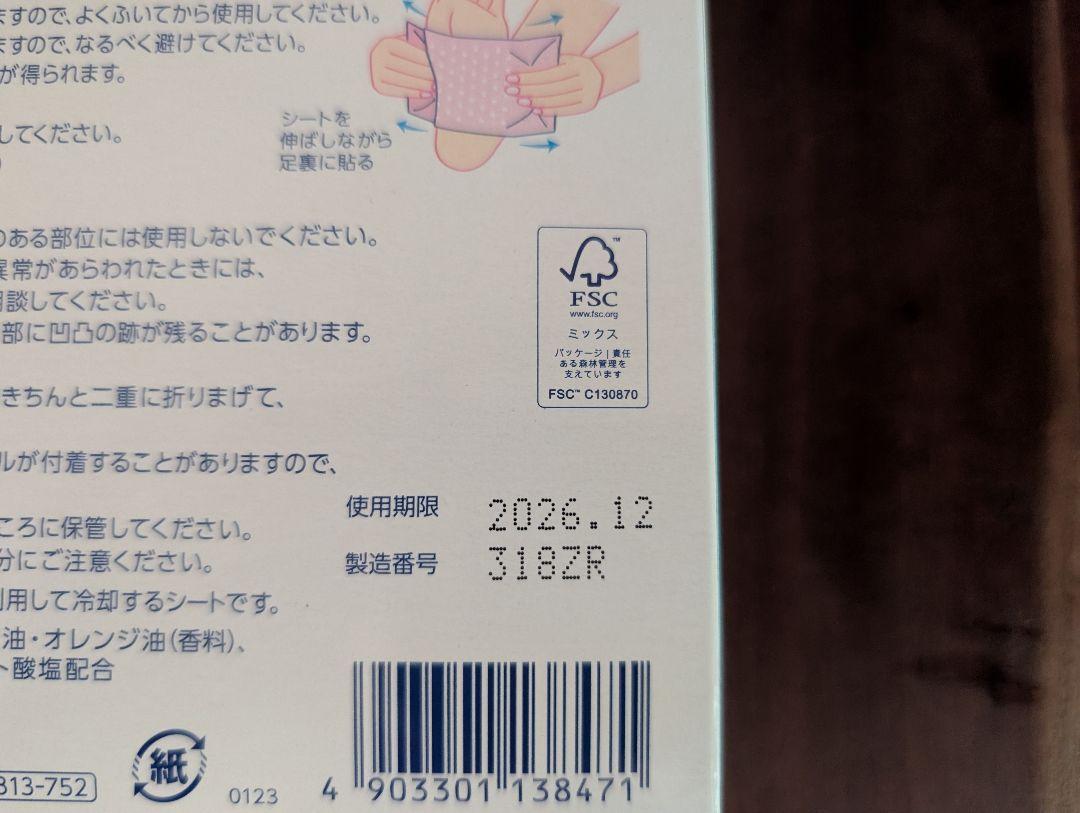 ますので、よくふいてから使用してください。
ますので、なるべく避けてください。
が得られます。
シートを
伸ばしながら
足裏に貼る
してください。
)
のある部位には使用しないでください。
異常があらわれたときには、
談してください。
部に凹凸の跡が残ることがあります。
FSC™
www.fsc.org
ミックス
パッケージ|責任
ある森林管理を
支えています
FSC™ C130870
きちんと二重に折りまげて、
ルが付着することがありますので、
使用期限 2026.12
ころに保管してください。
製造番号 318ZR
分にご注意ください。
用して冷却するシートです。
油・オレンジ油(香料)、
ト酸塩配合
紙
813-752
0123
4 903301 138471